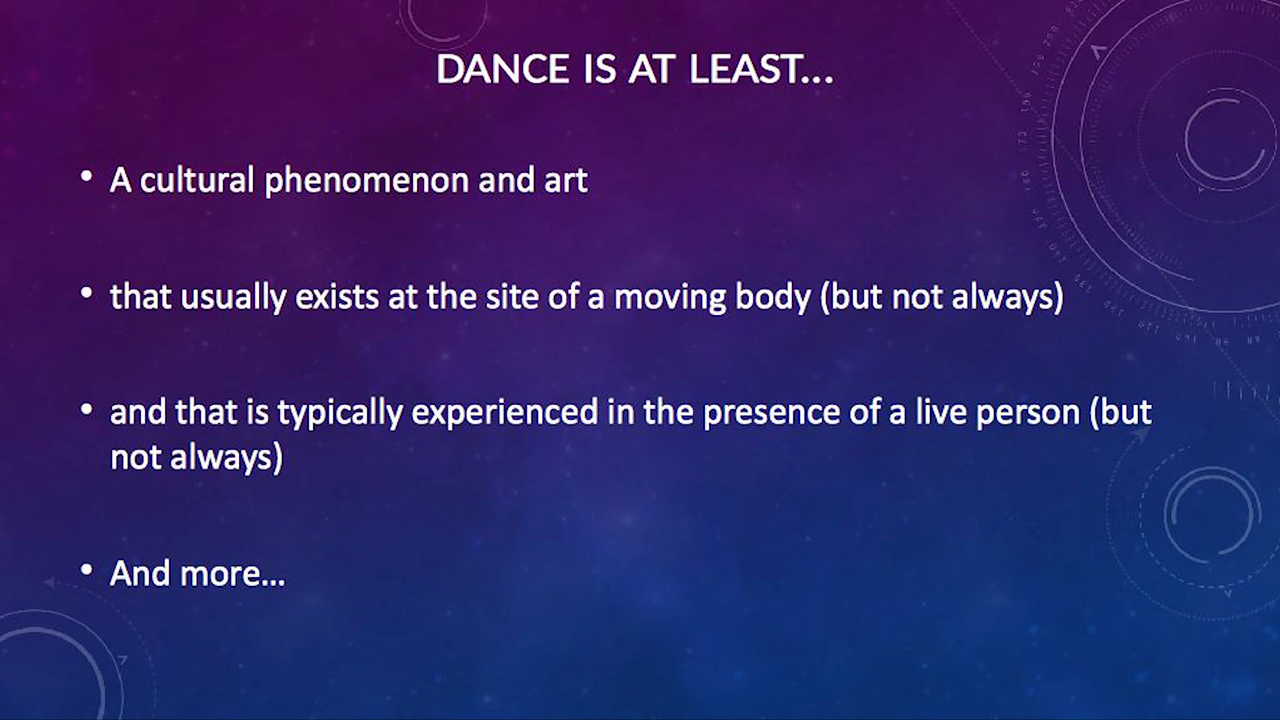 DANCE IS AT LEAST...
• A cultural phenomenon and art
• that usually exists at the site of a moving body (but not always)
• and that is typically experienced in the presence of a live person (but
not always)
• And more...